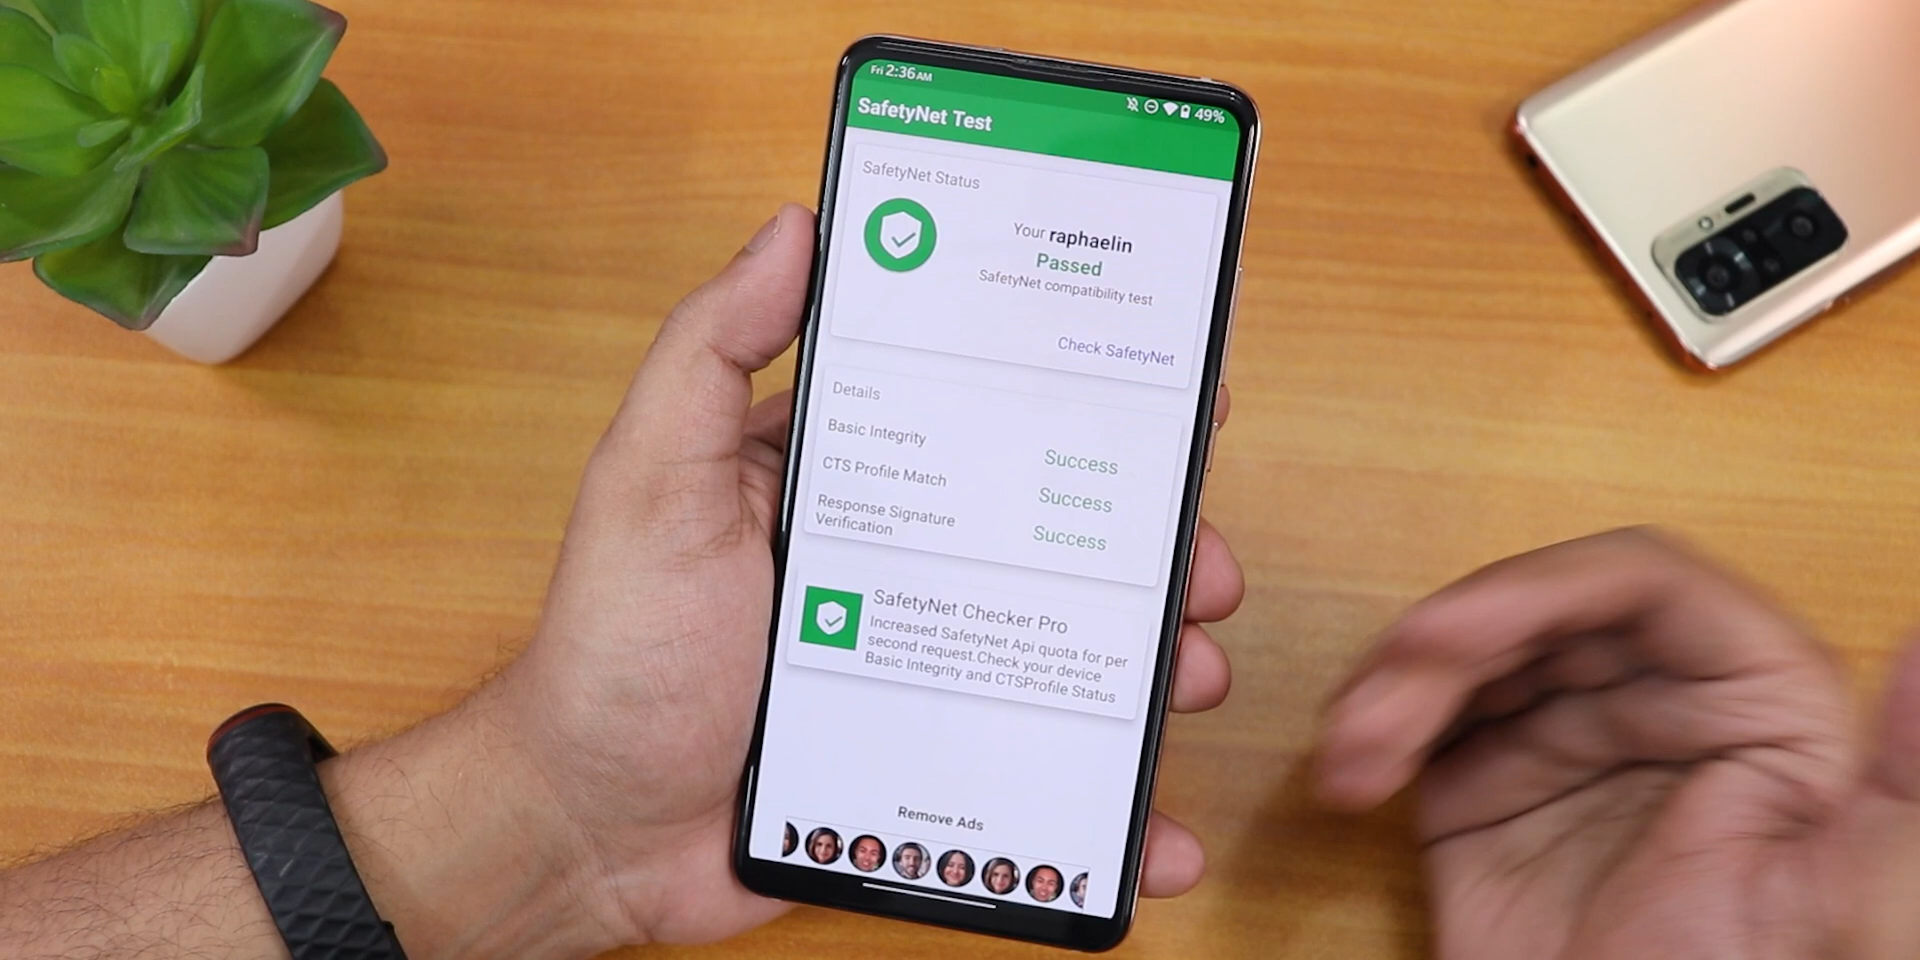 Fri 2:36 AM
49%
SafetyNet Test
SafetyNet Status
Your raphaelin
Passed
SafetyNet compatibility test
Check SafetyNet
Details
Basic Integrity
Success
CTS Profile Match
Success
Response Signature
Verification
Success
SafetyNet Checker Pro
Increased SafetyNet Api quota for per
second request.Check your device
Basic Integrity and CTSProfile Status
Remove Ads